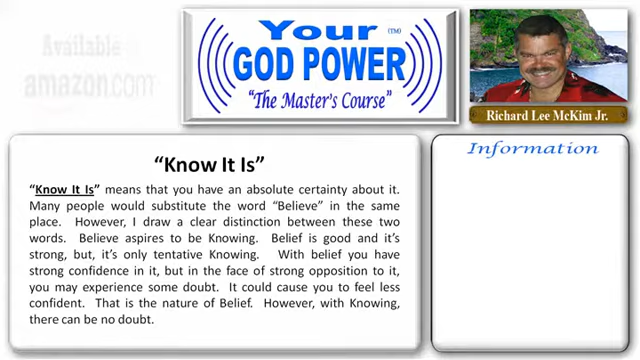 Available
amazon.com
Your (TM)
GOD POWER
"The Master's Course"
Richard Lee McKim Jr.
"Know It Is"
"Know It Is" means that you have an absolute certainty about it.
Many people would substitute the word "Believe" in the same
place. However, I draw a clear distinction between these two
words. Believe aspires to be Knowing. Belief is good and it's
strong, but, it's only tentative Knowing. With belief you have
strong confidence in it, but in the face of strong opposition to it,
you may experience some doubt. It could cause you to feel less
confident. That is the nature of Belief. However, with Knowing,
there can be no doubt.
Information